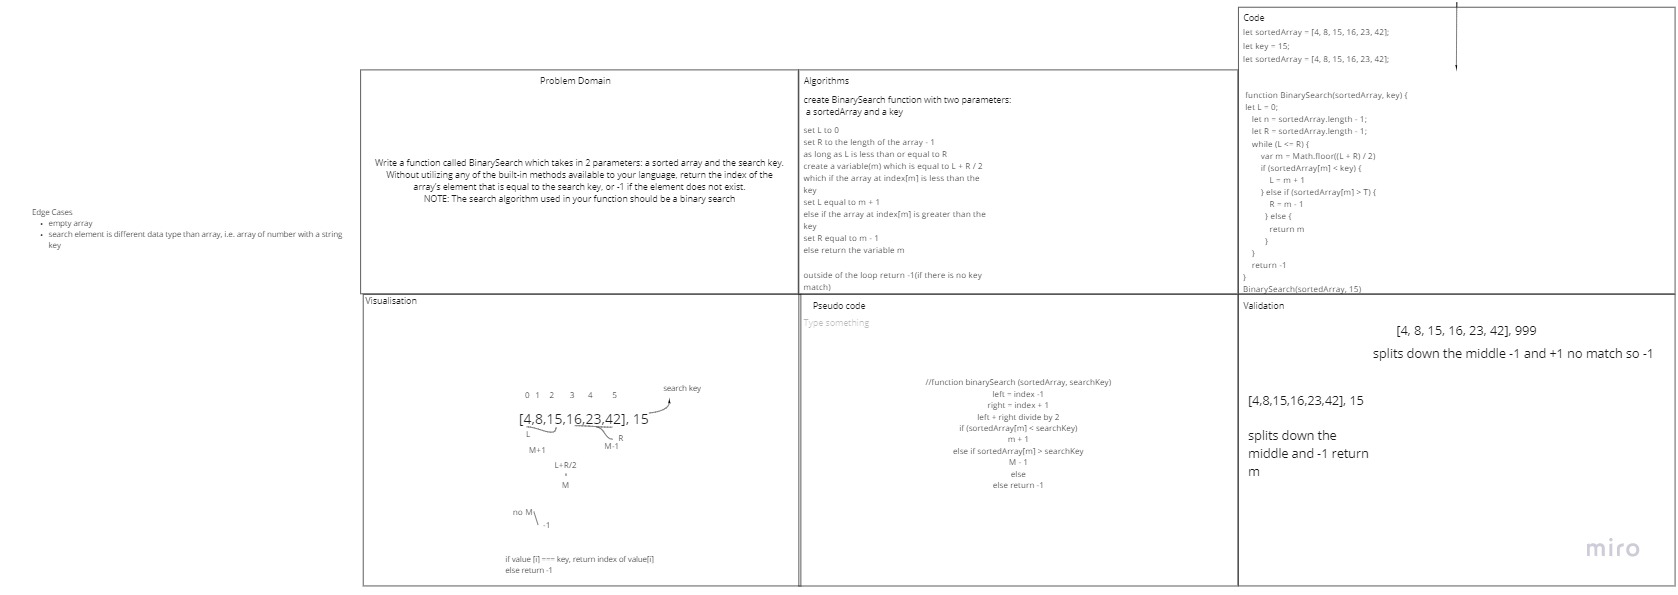 Edge Cases
• empty array
• search element is different data type than array, i.e. array of number with a string
key
Problem Domain
Write a function called BinarySearch which takes in 2 parameters: a sorted array and the search key.
Without utilizing any of the built-in methods available to your language, return the index of the
array's element that is equal to the search key, or -1 if the element does not exist.
NOTE: The search algorithm used in your function should be a binary search
Algorithms
create BinarySearch function with two parameters:
a sortedArray and a key
set L to 0
set R to the length of the array - 1
as long as L is less than or equal to R
create a variable(m) which is equal to L + R / 2
which if the array at index[m] is less than the
key
set L equal to m + 1
else if the array at index[m] is greater than the
key
set R equal to m - 1
else return the variable m
outside of the loop return -1(if there is no key
match)
Code
let sortedArray = [4, 8, 15, 16, 23, 42];
let key = 15;
let sortedArray = [4, 8, 15, 16, 23, 42];
function BinarySearch(sortedArray, key) {
let L = 0;
let n = sortedArray.length - 1;
let R = sortedArray.length - 1;
while (L <= R) {
var m = Math.floor((L + R) / 2)
if (sortedArray[m] < key) {
L = m + 1
} else if (sortedArray[m] > T) {
R = m - 1
} else {
return m
}
}
return -1
}
BinarySearch(sortedArray, 15)
Visualisation
0 1 2 3 4 5
search key
[4,8,15,16,23,42], 15
L
R
M+1
M-1
L+R/2
M
no M
-1
if value [i] === key, return index of value[i]
else return -1
Pseudo code
Type something
//function binarySearch (sortedArray, searchKey)
left = index -1
right = index + 1
left + right divide by 2
if (sortedArray[m] < searchKey)
m + 1
else if sortedArray[m] > searchKey
M - 1
else
else return -1
Validation
[4, 8, 15, 16, 23, 42], 999
splits down the middle -1 and +1 no match so -1
[4,8,15,16,23,42], 15
splits down the
middle and -1 return
m
miro